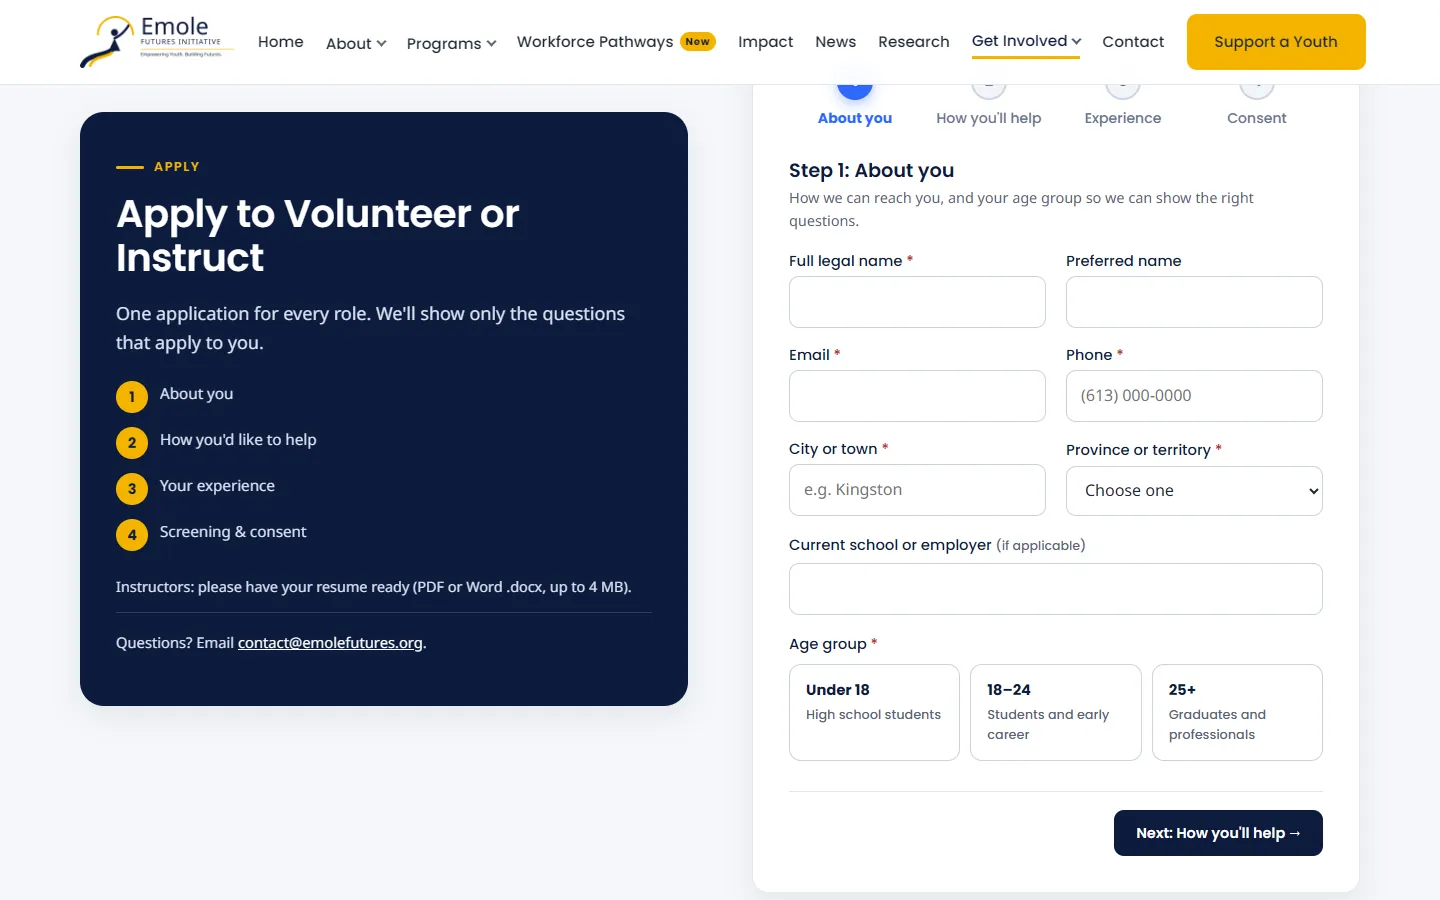 Emole
FUTURES INITIATIVE
Empowering Youth. Building Futures.
Home
About
Programs
Workforce Pathways New
Impact
News
Research
Get Involved
Contact
Support a Youth
APPLY
Apply to Volunteer or
Instruct
One application for every role. We'll show only the questions
that apply to you.
1 About you
2 How you'd like to help
3 Your experience
4 Screening & consent
Instructors: please have your resume ready (PDF or Word .docx, up to 4 MB).
Questions? Email contact@emolefutures.org.
About you
How you'll help
Experience
Consent
Step 1: About you
How we can reach you, and your age group so we can show the right
questions.
Full legal name *
Preferred name
Email *
Phone *
(613) 000-0000
City or town *
Province or territory *
e.g. Kingston
Choose one
Current school or employer (if applicable)
Age group *
Under 18
High school students
18–24
Students and early
career
25+
Graduates and
professionals
Next: How you'll help →